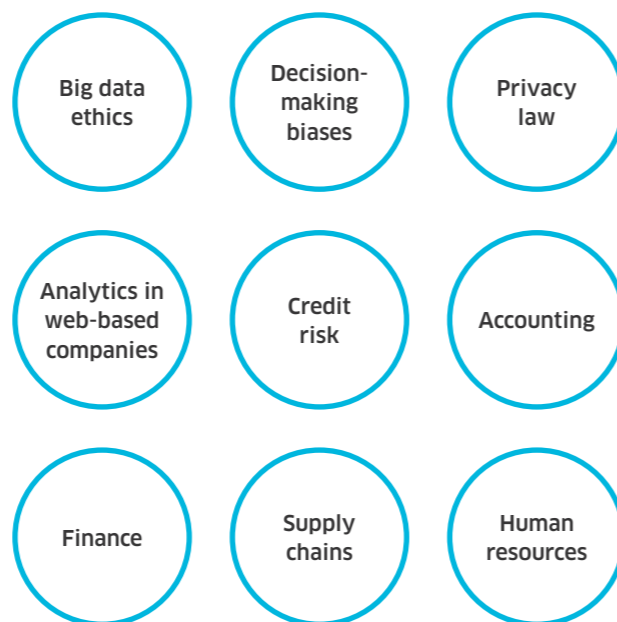 Big data
ethics
Decision-
making
biases
Privacy
law
Analytics in
web-based
companies
Credit
risk
Accounting
Finance
Supply
chains
Human
resources